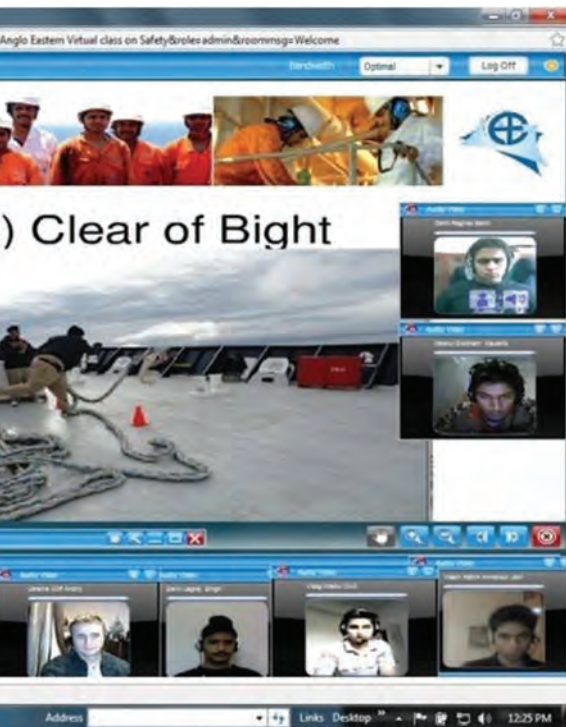 Anglo Eastern Virtual class on Safety&role=admin&roommsg=Welcome
Bandwidth Optimal Log Off
) Clear of Bight
Audio Video
Audio Video
Audio Video
Audio Video
Audio Video
Audio Video
Address Links Desktop 12:25 PM